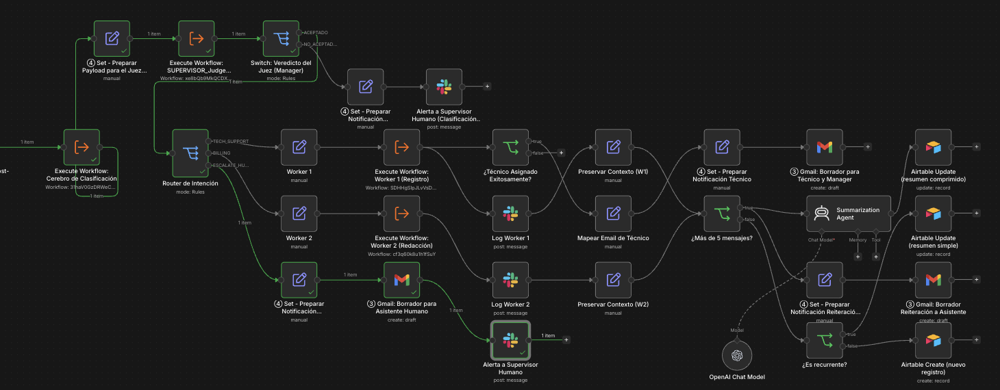 ④ Set - Preparar
Payload para el Juez...
manual
1 item
Execute Workflow:
SUPERVISOR_Judge...
Workflow: xe8bQb9MkQCDX...
1 item
Switch: Veredicto del
Juez (Manager)
mode: Rules
ACEPTADO
NO_ACEPTAD...
1 item
④ Set - Preparar
Notificación...
manual
Alerta a Supervisor
Humano (Clasificación...
post: message
1 item
ost-
Execute Workflow:
Cerebro de Clasificación
Workflow: 31haV0GzDRWeC...
1 item
Router de Intención
mode: Rules
TECH_SUPPORT
BILLING
ESCALATE_HU...
1 item
Worker 1
manual
Execute Workflow:
Worker 1 (Registro)
Workflow: SDHHgSlpJLvVsD...
¿Técnico Asignado
Exitosamente?
true
false
Preservar Contexto (W1)
manual
④ Set - Preparar
Notificación Técnico
manual
③ Gmail: Borrador para
Técnico y Manager
create: draft
Airtable Update
(resumen comprimido)
update: record
Worker 2
manual
Execute Workflow:
Worker 2 (Redacción)
Workflow: cf3q60k8u1h1fSuY
Log Worker 1
post: message
Mapear Email de Técnico
manual
¿Más de 5 mensajes?
true
false
Summarization
Agent
Chat Model*
Memory
Tool
Airtable Update
(resumen simple)
update: record
④ Set - Preparar
Notificación...
manual
1 item
③ Gmail: Borrador para
Asistente Humano
create: draft
1 item
Log Worker 2
post: message
Preservar Contexto (W2)
manual
④ Set - Preparar
Notificación Reiteració...
manual
③ Gmail: Borrador
Reiteración a Asistente
create: draft
Alerta a Supervisor
Humano
post: message
1 item
Model
OpenAI Chat Model
¿Es recurrente?
true
false
Airtable Create (nuevo
registro)
create: record